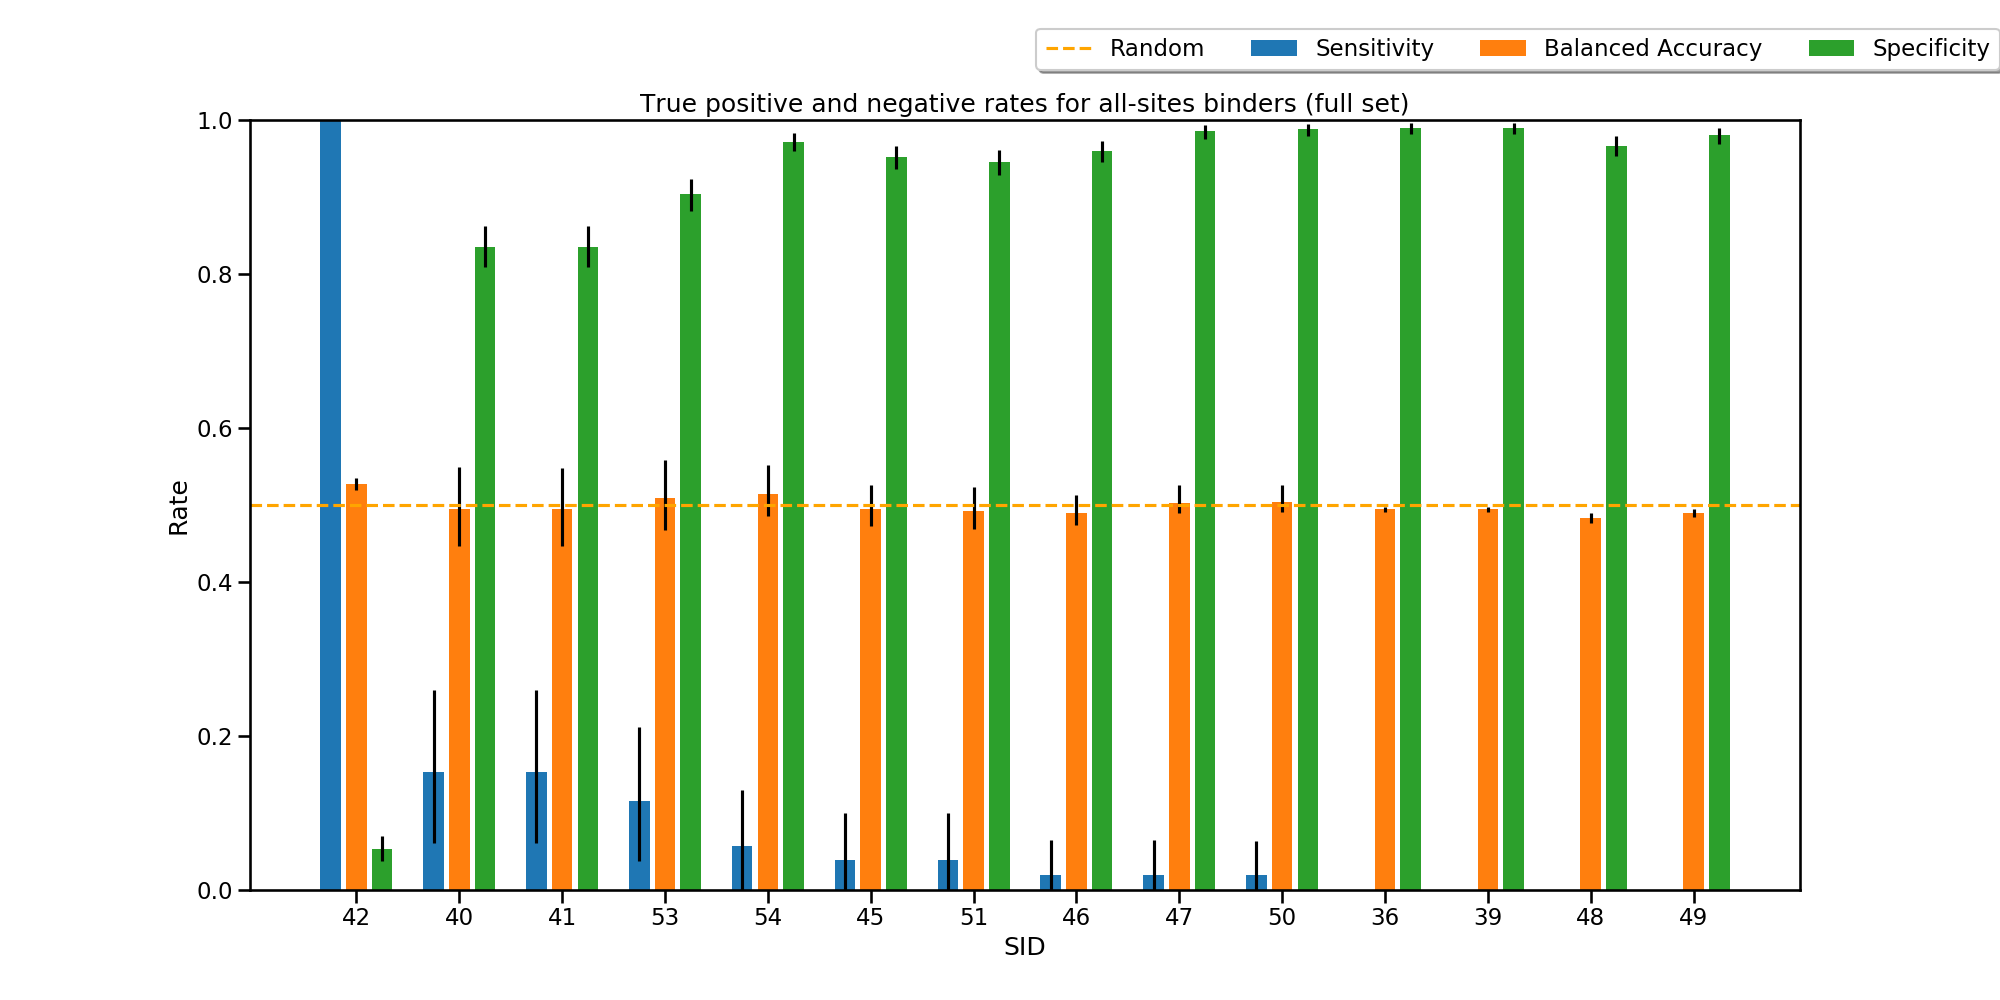 Random Sensitivity Balanced Accuracy Specificity
True positive and negative rates for all-sites binders (full set)
1.0
0.8
0.6
0.4
0.2
0.0
Rate
42 40 41 53 54 45 51 46 47 50 36 39 48 49
SID